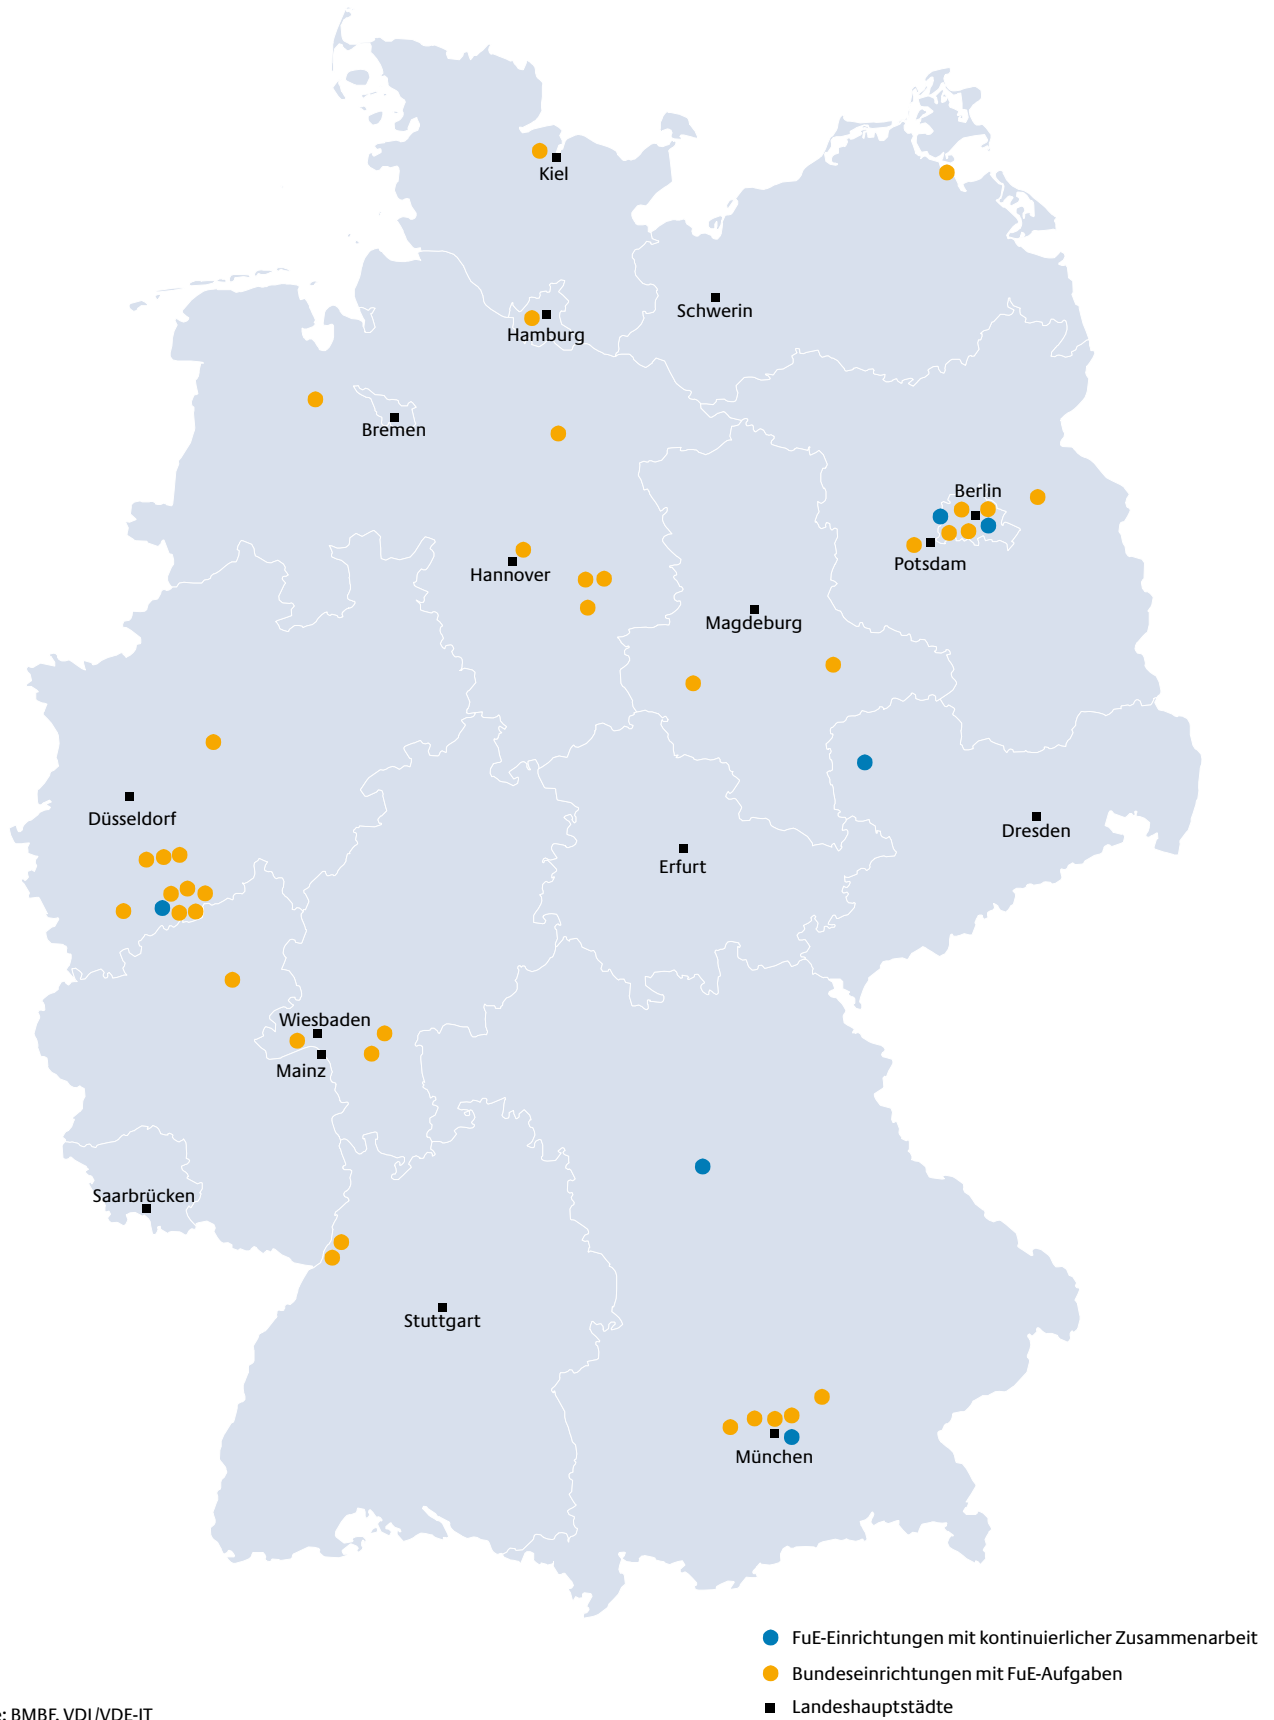 Kiel
Schwerin
Hamburg
Bremen
Berlin
Potsdam
Hannover
Magdeburg
Düsseldorf
Dresden
Erfurt
Wiesbaden
Mainz
Saarbrücken
Stuttgart
München
FuE-Einrichtungen mit kontinuierlicher Zusammenarbeit
Bundeseinrichtungen mit FuE-Aufgaben
Landeshauptstädte
: BMBF, VDI/VDE-IT